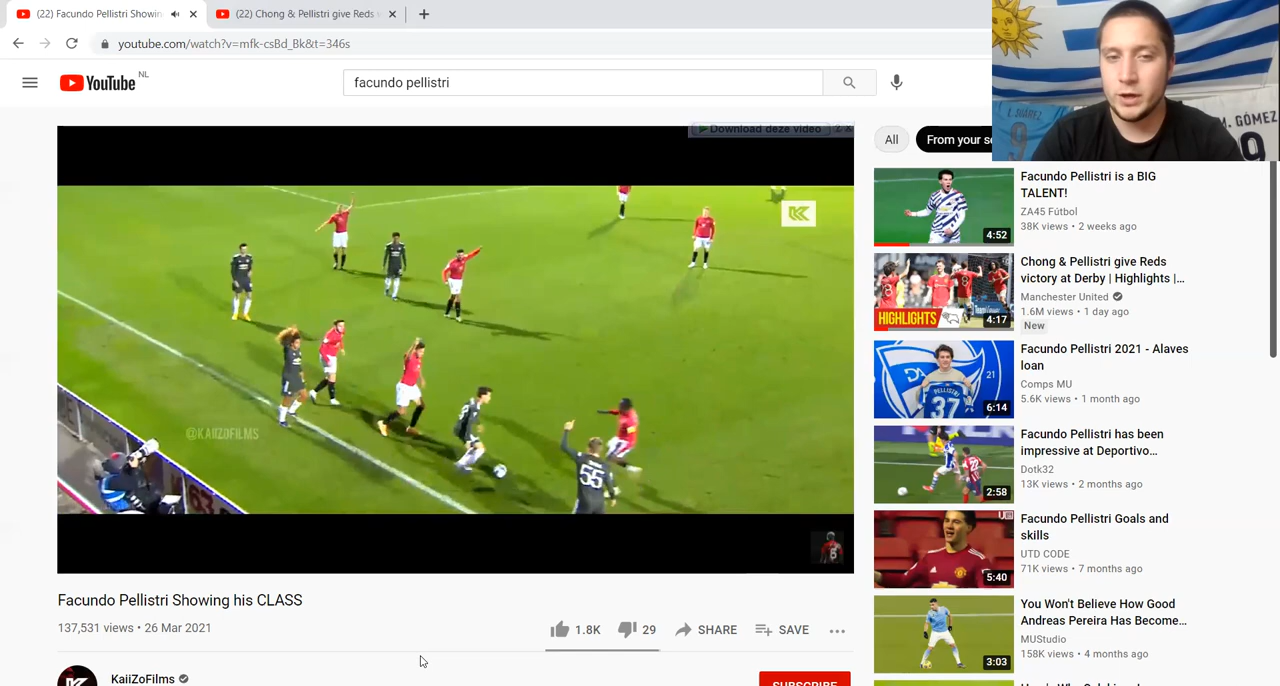 (22) Facundo Pellistri Showin
(22) Chong & Pellistri give Reds
youtube.com/watch?v=mfk-csBd_Bk&t=346s
YouTube NL
facundo pellistri
L. SUÁREZ
9
M. GÓMEZ
9
Download deze video
? x
All
From your se
@KAIIZOFILMS
55
Facundo Pellistri is a BIG
TALENT!
ZA45 Fútbol
38K views • 2 weeks ago
4:52
Chong & Pellistri give Reds
victory at Derby | Highlights |...
Manchester United
1.6M views • 1 day ago
New
HIGHLIGHTS
4:17
Facundo Pellistri 2021 - Alaves
loan
Comps MU
5.6K views • 1 month ago
21
PELLISTRI
37
6:14
Facundo Pellistri has been
impressive at Deportivo...
Dotk32
13K views • 2 months ago
22
2:58
Facundo Pellistri Goals and
skills
UTD CODE
71K views • 7 months ago
5:40
You Won't Believe How Good
Andreas Pereira Has Become...
MUStudio
158K views • 4 months ago
3:03
Facundo Pellistri Showing his CLASS
137,531 views • 26 Mar 2021
1.8K
29
SHARE
SAVE
KaiiZoFilms
SUBSCRIBE